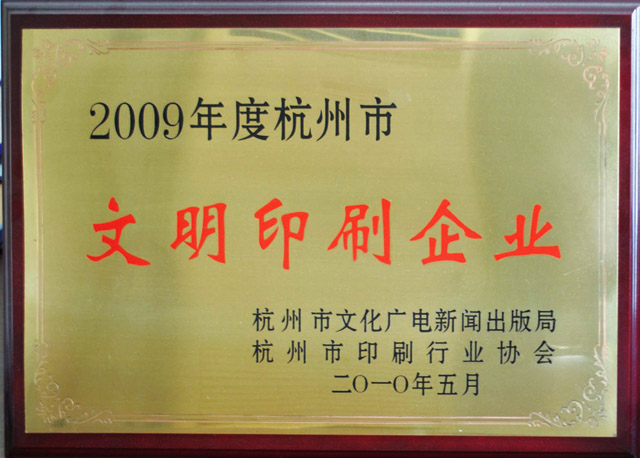 2009年度杭州市
文明印刷企业
杭州市文化广电新闻出版局
杭州市印刷行业协会
二〇一〇年五月